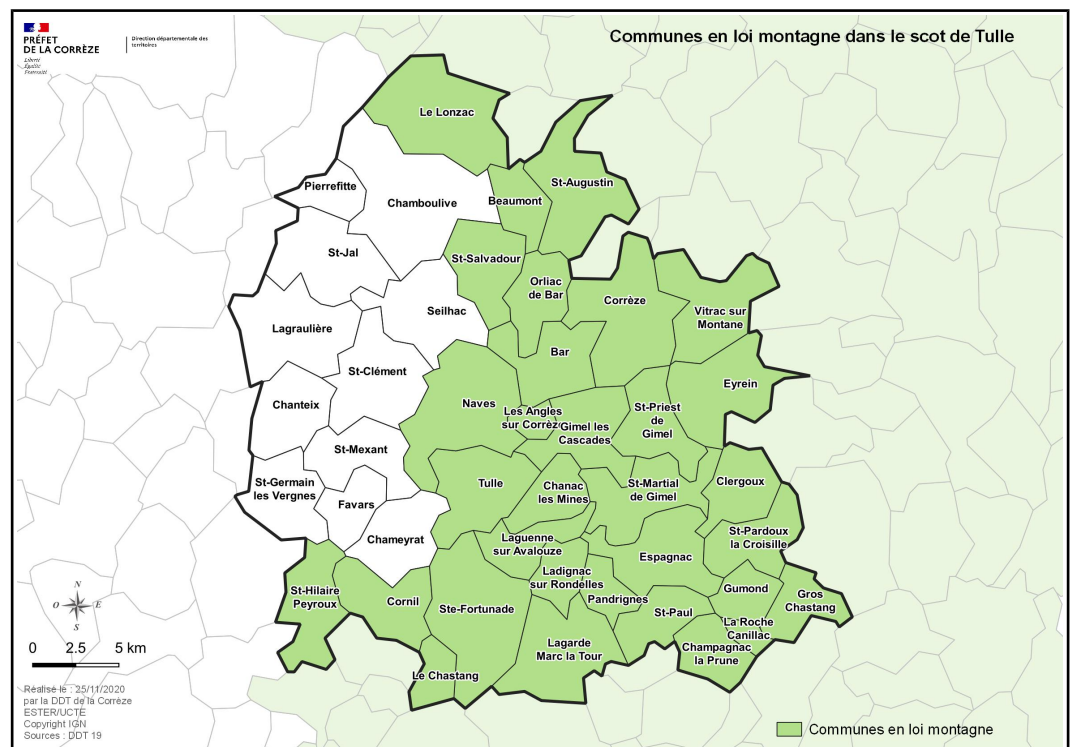 PRÉFET
DE LA CORRÈZE
Liberté
Égalité
Fraternité
Direction départementale des
territoires
Communes en loi montagne dans le scot de Tulle
Le Lonzac
St-Augustin
Pierrefitte
Chamboulive
Beaumont
St-Jal
St-Salvadour
Orliac
de Bar
Corrèze
Vitrac sur
Montane
Seilhac
Lagraulière
Bar
St-Clément
Eyrein
Chanteix
Naves
Les Angles
sur Corrèze
Gimel les
Cascades
St-Priest
de
Gimel
St-Mexant
St-Germain
les Vergnes
Tulle
Chanac
les Mines
St-Martial
de Gimel
Clergoux
Favars
St-Pardoux
la Croisille
Chameyrat
Laguenne
sur Avalouze
Espagnac
Ladignac
sur Rondelles
Gumond
Gros
Chastang
St-Hilaire
Peyroux
Cornil
Ste-Fortunade
Pandrignes
St-Paul
La Roche
Canillac
Lagarde
Marc la Tour
Champagnac
la Prune
Le Chastang
N
O
E
S
0 2.5 5 km
Réalisé le : 25/11/2020
par la DDT de la Corrèze
ESTER/UCTE
Copyright IGN
Sources : DDT 19
Communes en loi montagne